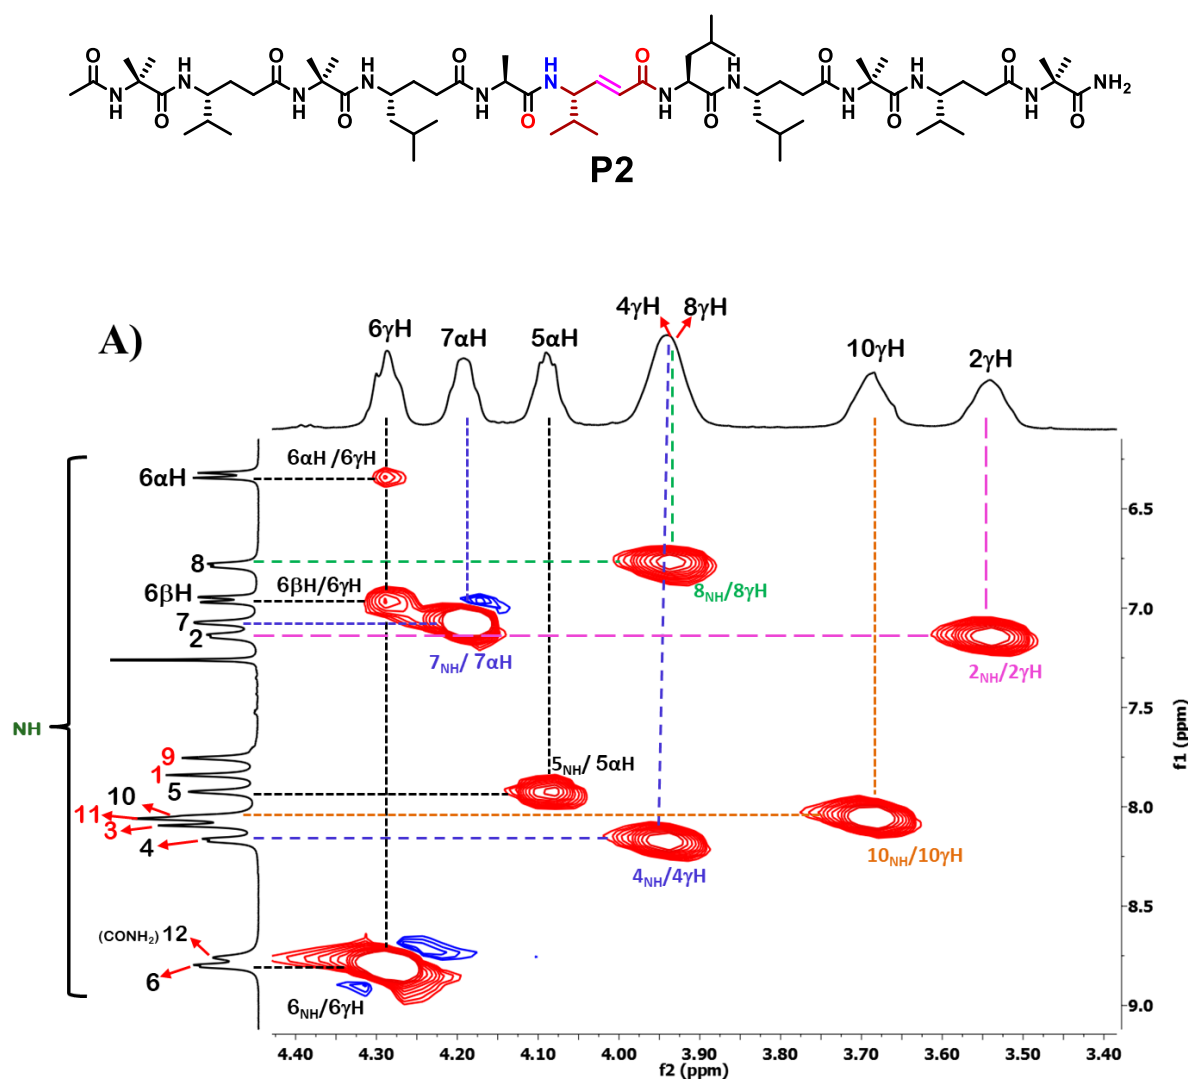 O
O
O
O
O
O
O
H
N
H
N
H
N
H
N
H
N
NH2
N
H
O
N
H
O
N
H
O
N
H
O
N
H
O
N
H
O
P2
A)
4γH
8γH
6γH
7αH
5αH
10γH
2γH
6αH /6γH
6αH
6.5
8
8NH/8γH
6βH
6βH/6γH
7.0
7
2
7NH/ 7αH
2NH/2γH
NH
7.5
f1 (ppm)
9
1
5NH/ 5αH
5
10
11
8.0
3
4
4NH/4γH
10NH/10γH
8.5
(CONH2) 12
6
6NH/6γH
9.0
4.40 4.30 4.20 4.10 4.00 3.90 3.80 3.70 3.60 3.50 3.40
f2 (ppm)